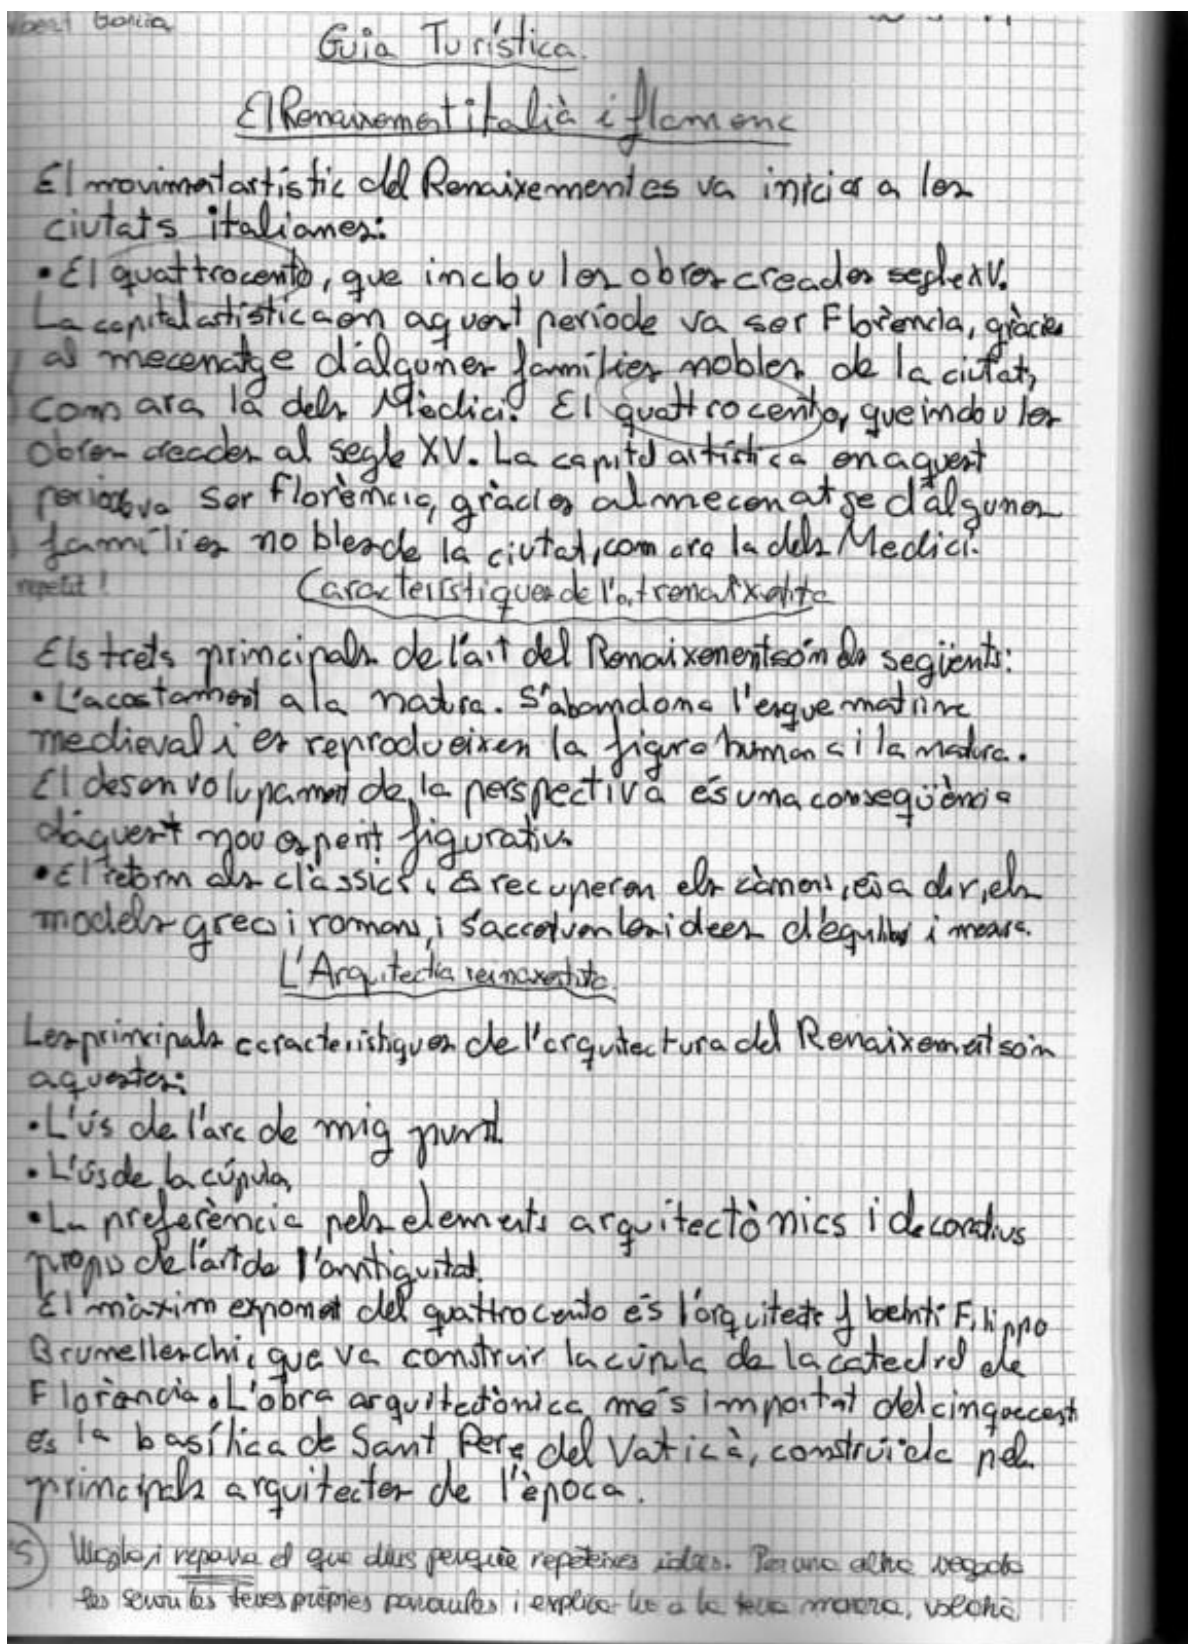 Guia Turística.
El Renaixement italià i flamenc
El moviment artístic del Renaixement es va iniciar a les
ciutats italianes:
• El quattrocento, que inclou les obres creades segle XV.
La capital artística en aquest període va ser Florència, gràcies
al mecenatge d'algunes famílies nobles de la ciutat,
com ara la dels Mèdici. El quattrocento, que inclou les
obres creades al segle XV. La capital artística en aquest
període va ser Florència, gràcies al mecenatge d'algunes
famílies nobles de la ciutat, com ara la dels Medici.
repetit!
Característiques de l'art renaixentista
Els trets principals de l'art del Renaixement són els següents:
• L'acostament a la natura. S'abandona l'esquematisme
medieval i es reprodueixen la figura humana i la natura.
El desenvolupament de la perspectiva és una conseqüència
d'aquest nou esperit figuratiu.
• El retorn als clàssics, es recuperen els cànons, és a dir, els
models grecs i romans, i s'accepten les idees d'equilibri i mesura.
L'Arquitectura
Les principals característiques de l'arquitectura del Renaixement són
aquestes:
• L'ús de l'arc de mig punt
• L'ús de la cúpula
• La preferència pels elements arquitectònics i decoratius
propis de l'art de l'antiguitat.
El màxim exponent del quattrocento és l'arquitecte florentí Filippo
Brunelleschi, que va construir la cúpula de la catedral de
Florència. L'obra arquitectònica més important del cinquecento
es la basílica de Sant Pere del Vaticà, construïda pels
principals arquitectes de l'època.
i repassa el que dius perquè repeteixes idees. Per una altra vegada
fes servir les teves pròpies paraules i explica-ho a la teva manera,